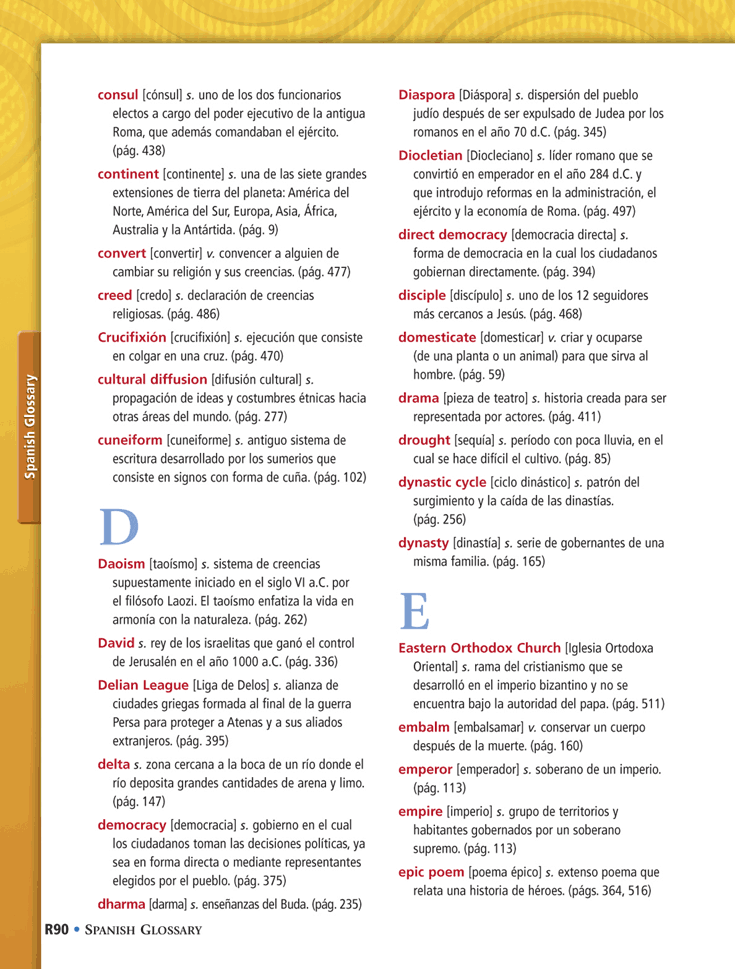 consul [cónsul] s. uno de los dos funcionarios
electos a cargo del poder ejecutivo de la antigua
Roma, que además comandaban el ejército.
(pág. 438)
continent [continente] s. una de las siete grandes
extensiones de tierra del planeta: América del
Norte, América del Sur, Europa, Asia, África,
Australia y la Antártida. (pág. 9)
convert [convertir] v. convencer a alguien de
cambiar su religión y sus creencias. (pág. 477)
creed [credo] s. declaración de creencias
religiosas. (pág. 486)
Crucifixión [crucifixión] s. ejecución que consiste
en colgar en una cruz. (pág. 470)
cultural diffusion [difusión cultural] s.
propagación de ideas y costumbres étnicas hacia
otras áreas del mundo. (pág. 277)
cuneiform [cuneiforme] s. antiguo sistema de
escritura desarrollado por los sumerios que
consiste en signos con forma de cuña. (pág. 102)
D
Daoism [taoísmo] s. sistema de creencias
supuestamente iniciado en el siglo VI a.C. por
el filósofo Laozi. El taoísmo enfatiza la vida en
armonía con la naturaleza. (pág. 262)
David s. rey de los israelitas que ganó el control
de Jerusalén en el año 1000 a.C. (pág. 336)
Delian League [Liga de Delos] s. alianza de
ciudades griegas formada al final de la guerra
Persa para proteger a Atenas y a sus aliados
extranjeros. (pág. 395)
delta s. zona cercana a la boca de un río donde el
río deposita grandes cantidades de arena y limo.
(pág. 147)
democracy [democracia] s. gobierno en el cual
los ciudadanos toman las decisiones políticas, ya
sea en forma directa o mediante representantes
elegidos por el pueblo. (pág. 375)
dharma [darma] s. enseñanzas del Buda. (pág. 235)
Diaspora [Diáspora] s. dispersión del pueblo
judío después de ser expulsado de Judea por los
romanos en el año 70 d.C. (pág. 345)
Diocletian [Diocleciano] s. líder romano que se
convirtió en emperador en el año 284 d.C. y
que introdujo reformas en la administración, el
ejército y la economía de Roma. (pág. 497)
direct democracy [democracia directa] s.
forma de democracia en la cual los ciudadanos
gobiernan directamente. (pág. 394)
disciple [discípulo] s. uno de los 12 seguidores
más cercanos a Jesús. (pág. 468)
domesticate [domesticar] v. criar y ocuparse
(de una planta o un animal) para que sirva al
hombre. (pág. 59)
drama [pieza de teatro] s. historia creada para ser
representada por actores. (pág. 411)
drought [sequía] s. período con poca lluvia, en el
cual se hace difícil el cultivo. (pág. 85)
dynastic cycle [ciclo dinástico] s. patrón del
surgimiento y la caída de las dinastías.
(pág. 256)
dynasty [dinastía] s. serie de gobernantes de una
misma familia. (pág. 165)
E
Eastern Orthodox Church [Iglesia Ortodoxa
Oriental] s. rama del cristianismo que se
desarrolló en el imperio bizantino y no se
encuentra bajo la autoridad del papa. (pág. 511)
embalm [embalsamar] v. conservar un cuerpo
después de la muerte. (pág. 160)
emperor [emperador] s. soberano de un imperio.
(pág. 113)
empire [imperio] s. grupo de territorios y
habitantes gobernados por un soberano
supremo. (pág. 113)
epic poem [poema épico] s. extenso poema que
relata una historia de héroes. (págs. 364, 516)
Spanish Glossary
R90 • SPANISH GLOSSARY